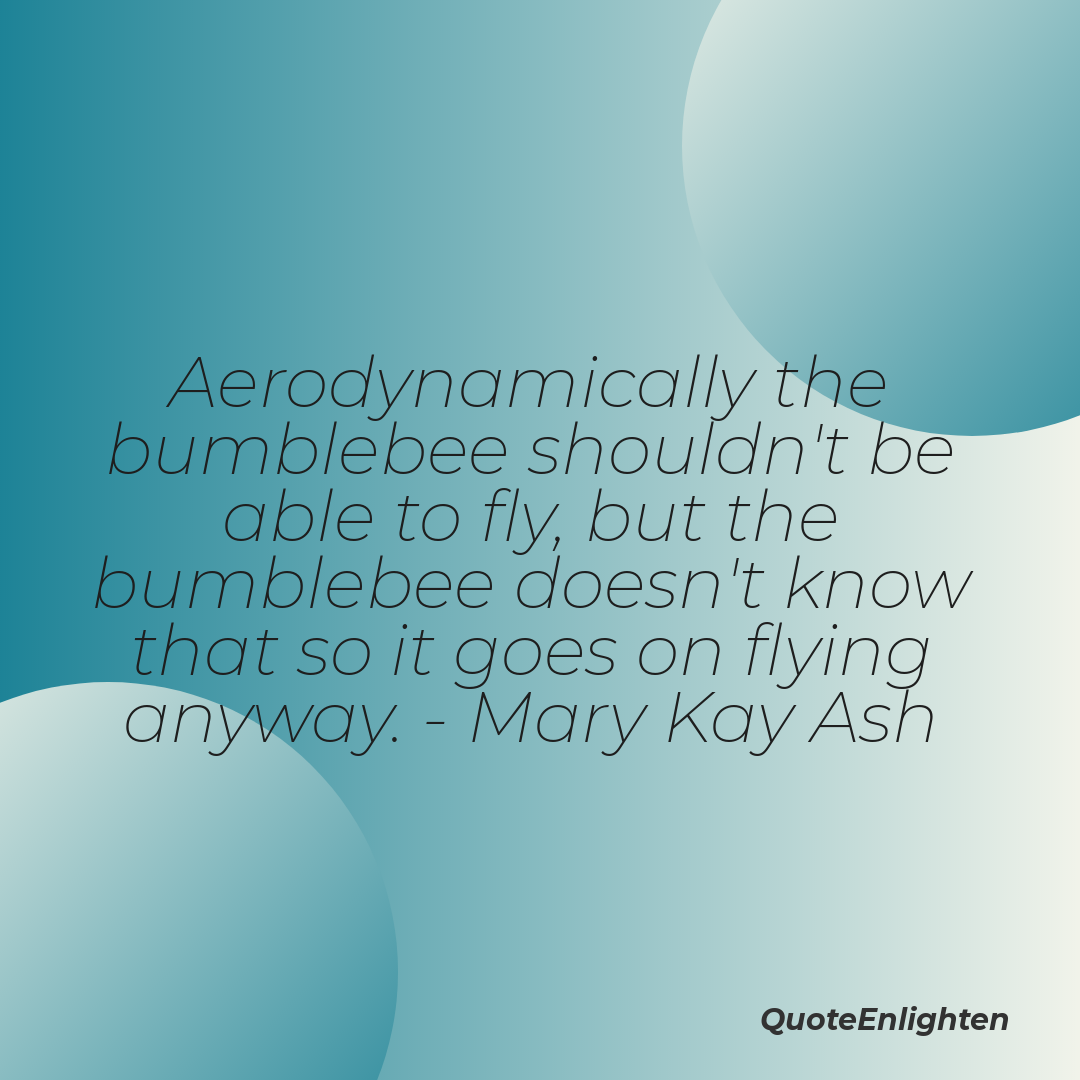 Aerodynamically the
bumblebee shouldn't be
able to fly, but the
bumblebee doesn't know
that so it goes on flying
anyway. - Mary Kay Ash
QuoteEnlighten